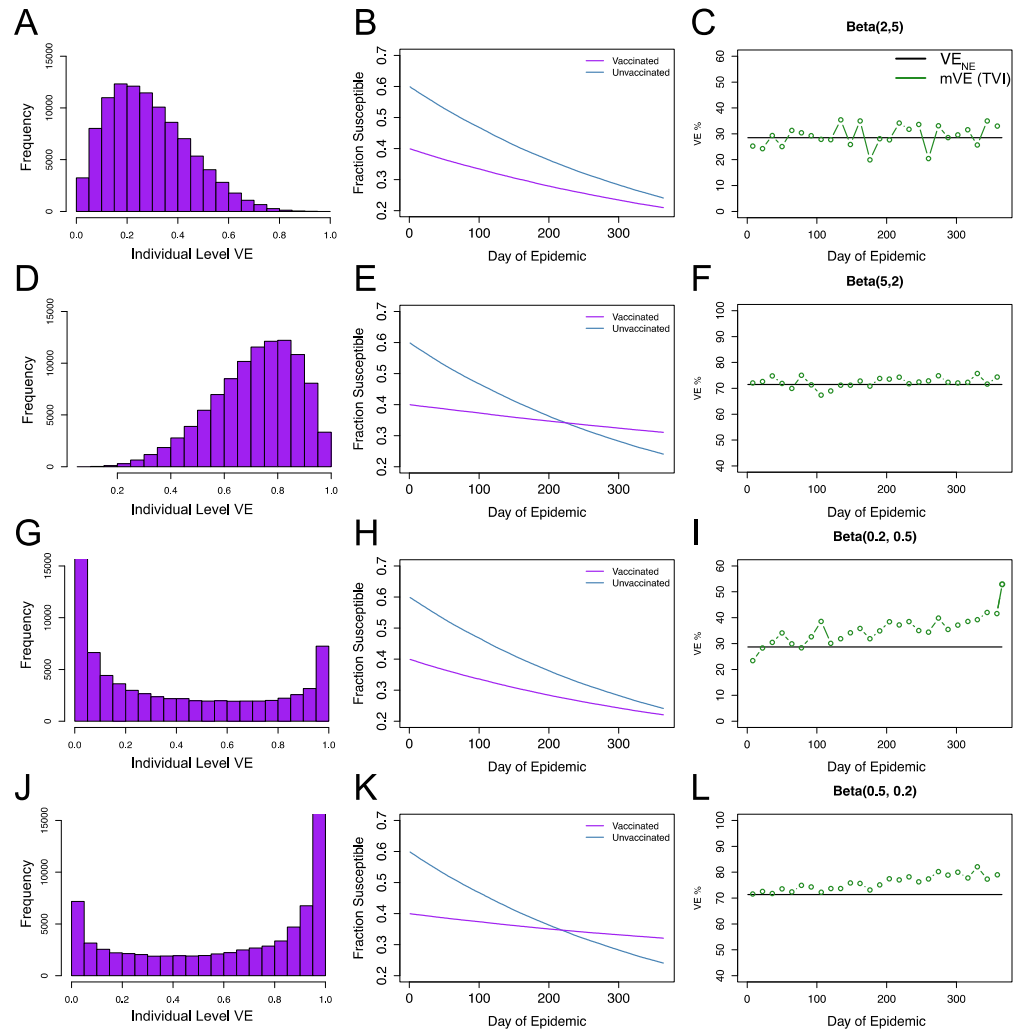 A
Frequency
15000
10000
5000
0
0.0 0.2 0.4 0.6 0.8 1.0
Individual Level VE
B
Vaccinated
Unvaccinated
Fraction Susceptible
0.7
0.6
0.5
0.4
0.3
0.2
0 100 200 300
Day of Epidemic
C
Beta(2,5)
VE_NE
mVE (TVI)
VE %
60
50
40
30
20
10
0
0 100 200 300
Day of Epidemic
D
Frequency
15000
10000
5000
0
0.2 0.4 0.6 0.8 1.0
Individual Level VE
E
Vaccinated
Unvaccinated
Fraction Susceptible
0.7
0.6
0.5
0.4
0.3
0.2
0 100 200 300
Day of Epidemic
F
Beta(5,2)
VE %
100
90
80
70
60
50
40
0 100 200 300
Day of Epidemic
G
Frequency
15000
10000
5000
0
0.0 0.2 0.4 0.6 0.8 1.0
Individual Level VE
H
Vaccinated
Unvaccinated
Fraction Susceptible
0.7
0.6
0.5
0.4
0.3
0.2
0 100 200 300
Day of Epidemic
I
Beta(0.2, 0.5)
VE %
60
50
40
30
20
10
0
0 100 200 300
Day of Epidemic
J
Frequency
15000
10000
5000
0
0.0 0.2 0.4 0.6 0.8 1.0
Individual Level VE
K
Vaccinated
Unvaccinated
Fraction Susceptible
0.7
0.6
0.5
0.4
0.3
0.2
0 100 200 300
Day of Epidemic
L
Beta(0.5, 0.2)
VE %
100
90
80
70
60
50
40
0 100 200 300
Day of Epidemic